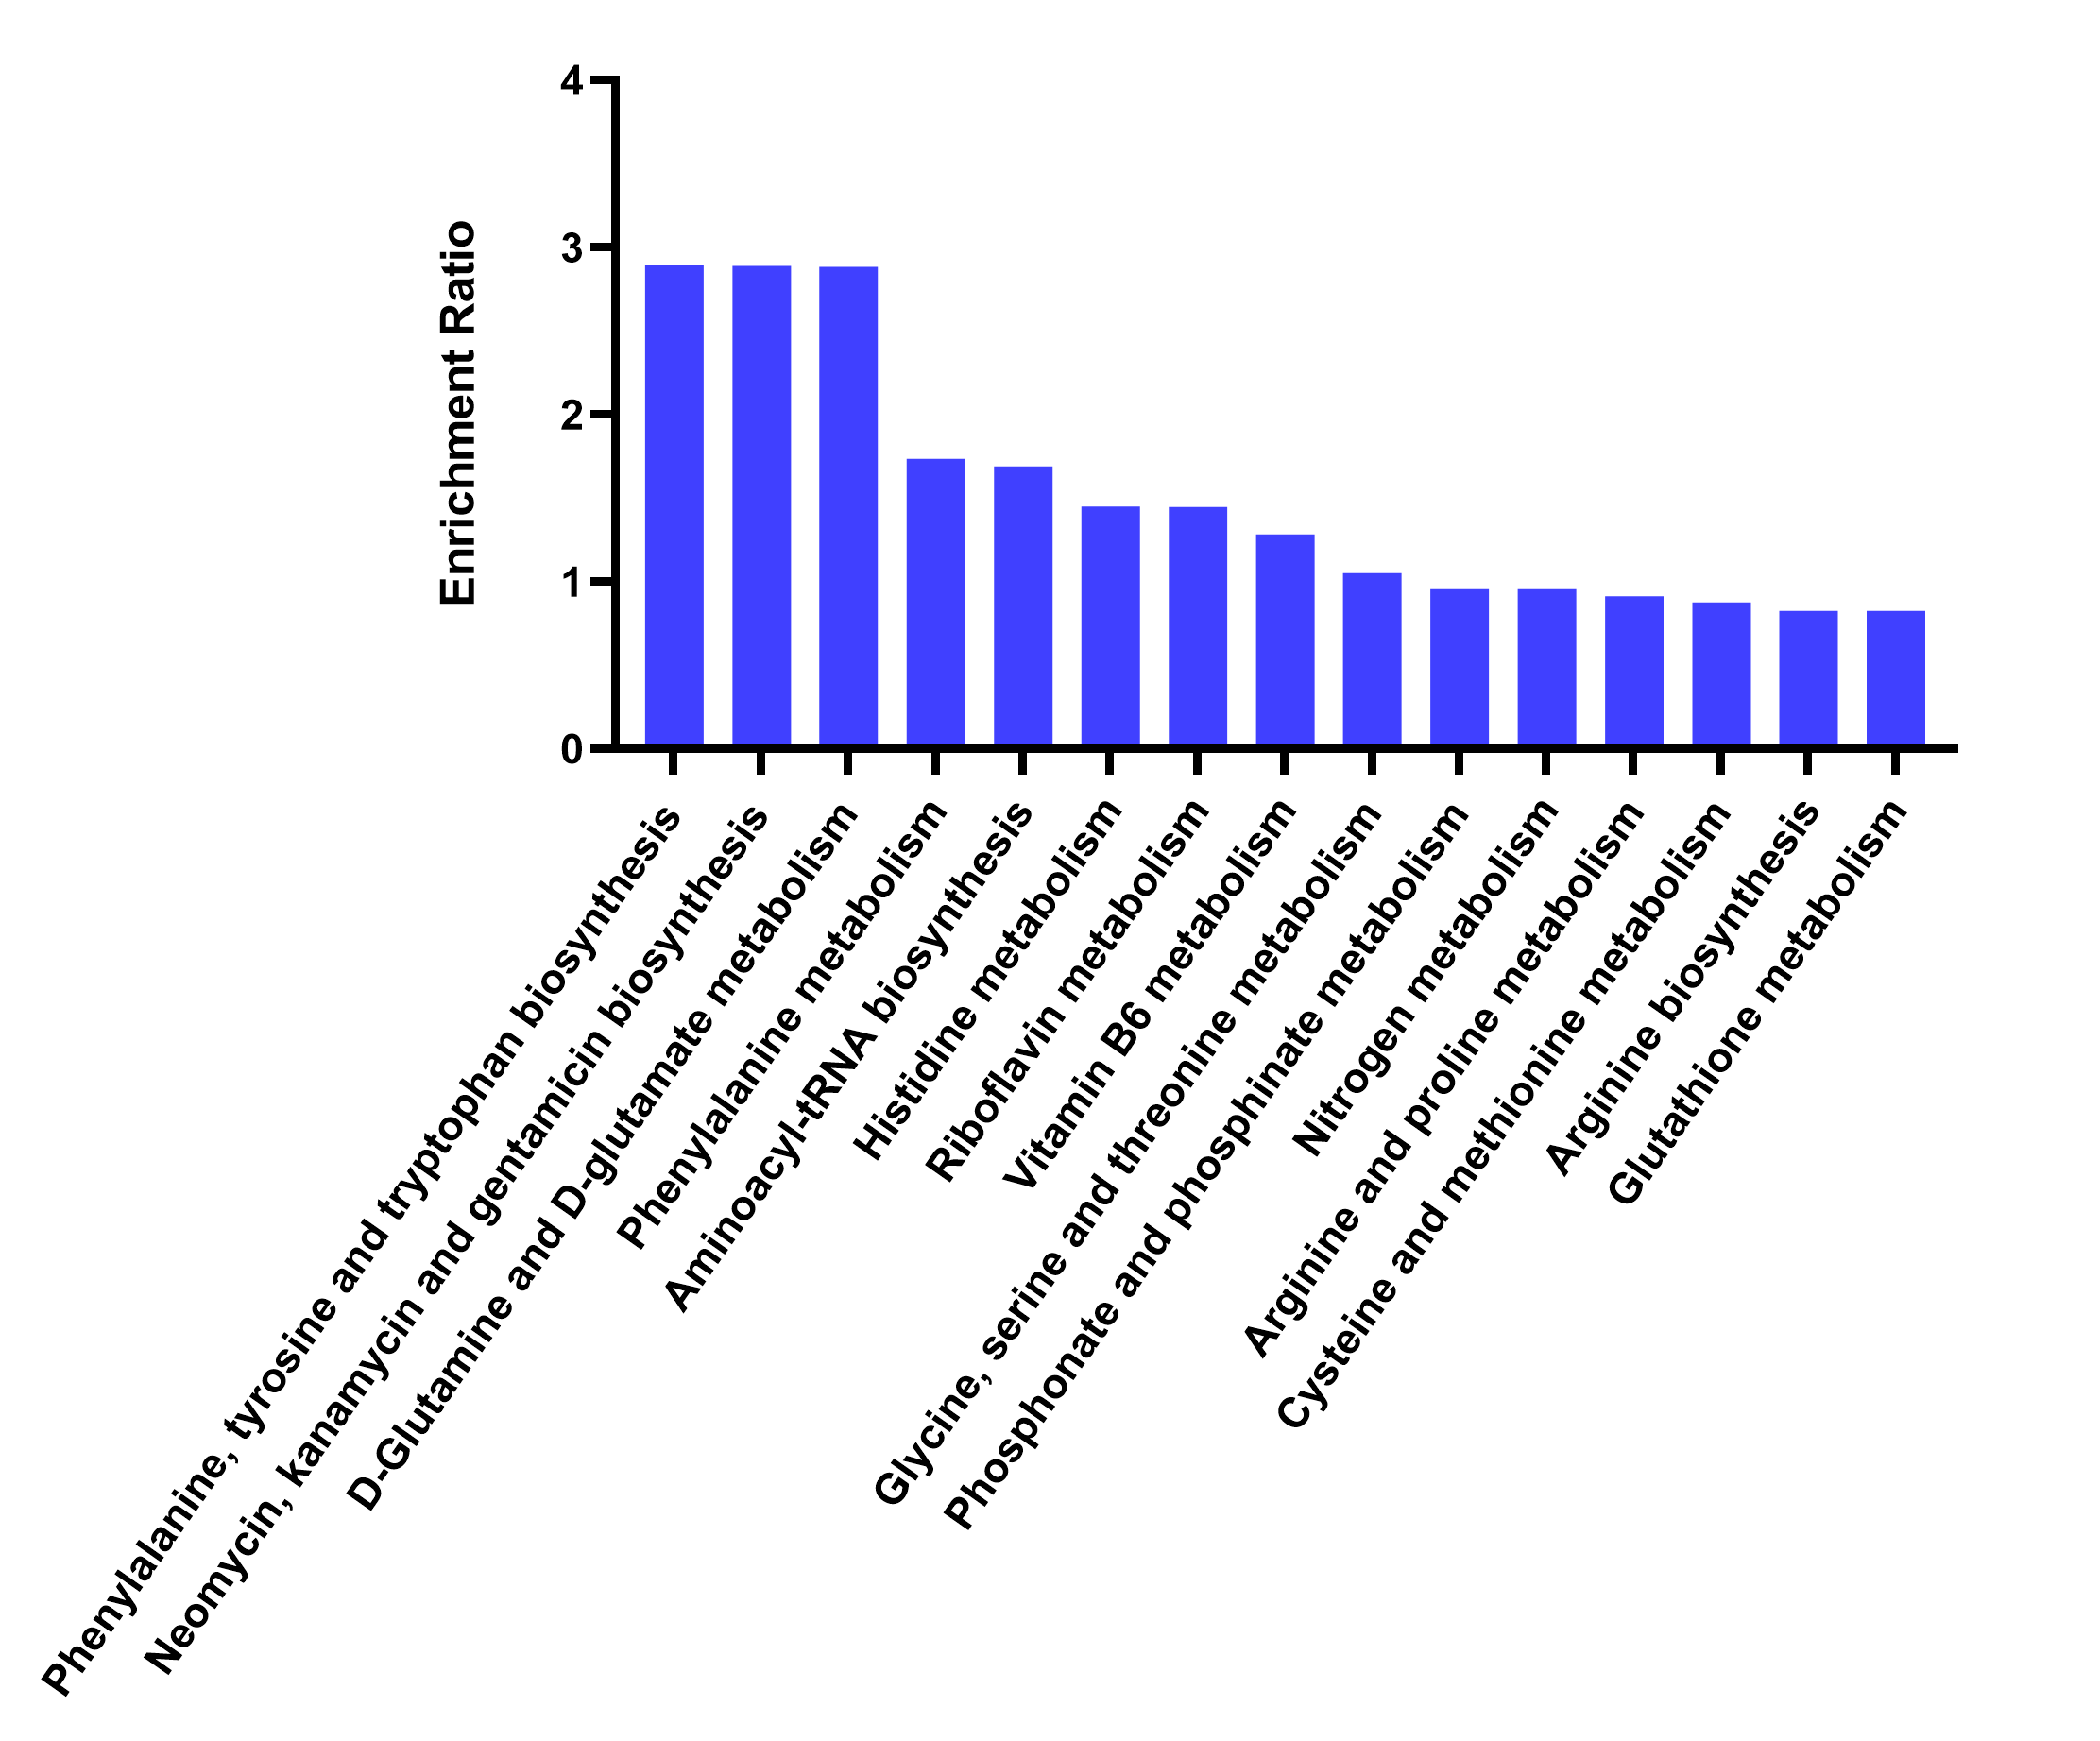 Enrichment Ratio
4
3
2
1
0
Phenylalanine, tyrosine and tryptophan biosynthesis
Neomycin, kanamycin and gentamicin biosynthesis
D-Glutamine and D-glutamate metabolism
Phenylalanine metabolism
Aminoacyl-tRNA biosynthesis
Histidine metabolism
Riboflavin metabolism
Vitamin B6 metabolism
Glycine, serine and threonine metabolism
Phosphonate and phosphinate metabolism
Nitrogen metabolism
Arginine and proline metabolism
Cysteine and methionine metabolism
Arginine biosynthesis
Glutathione metabolism